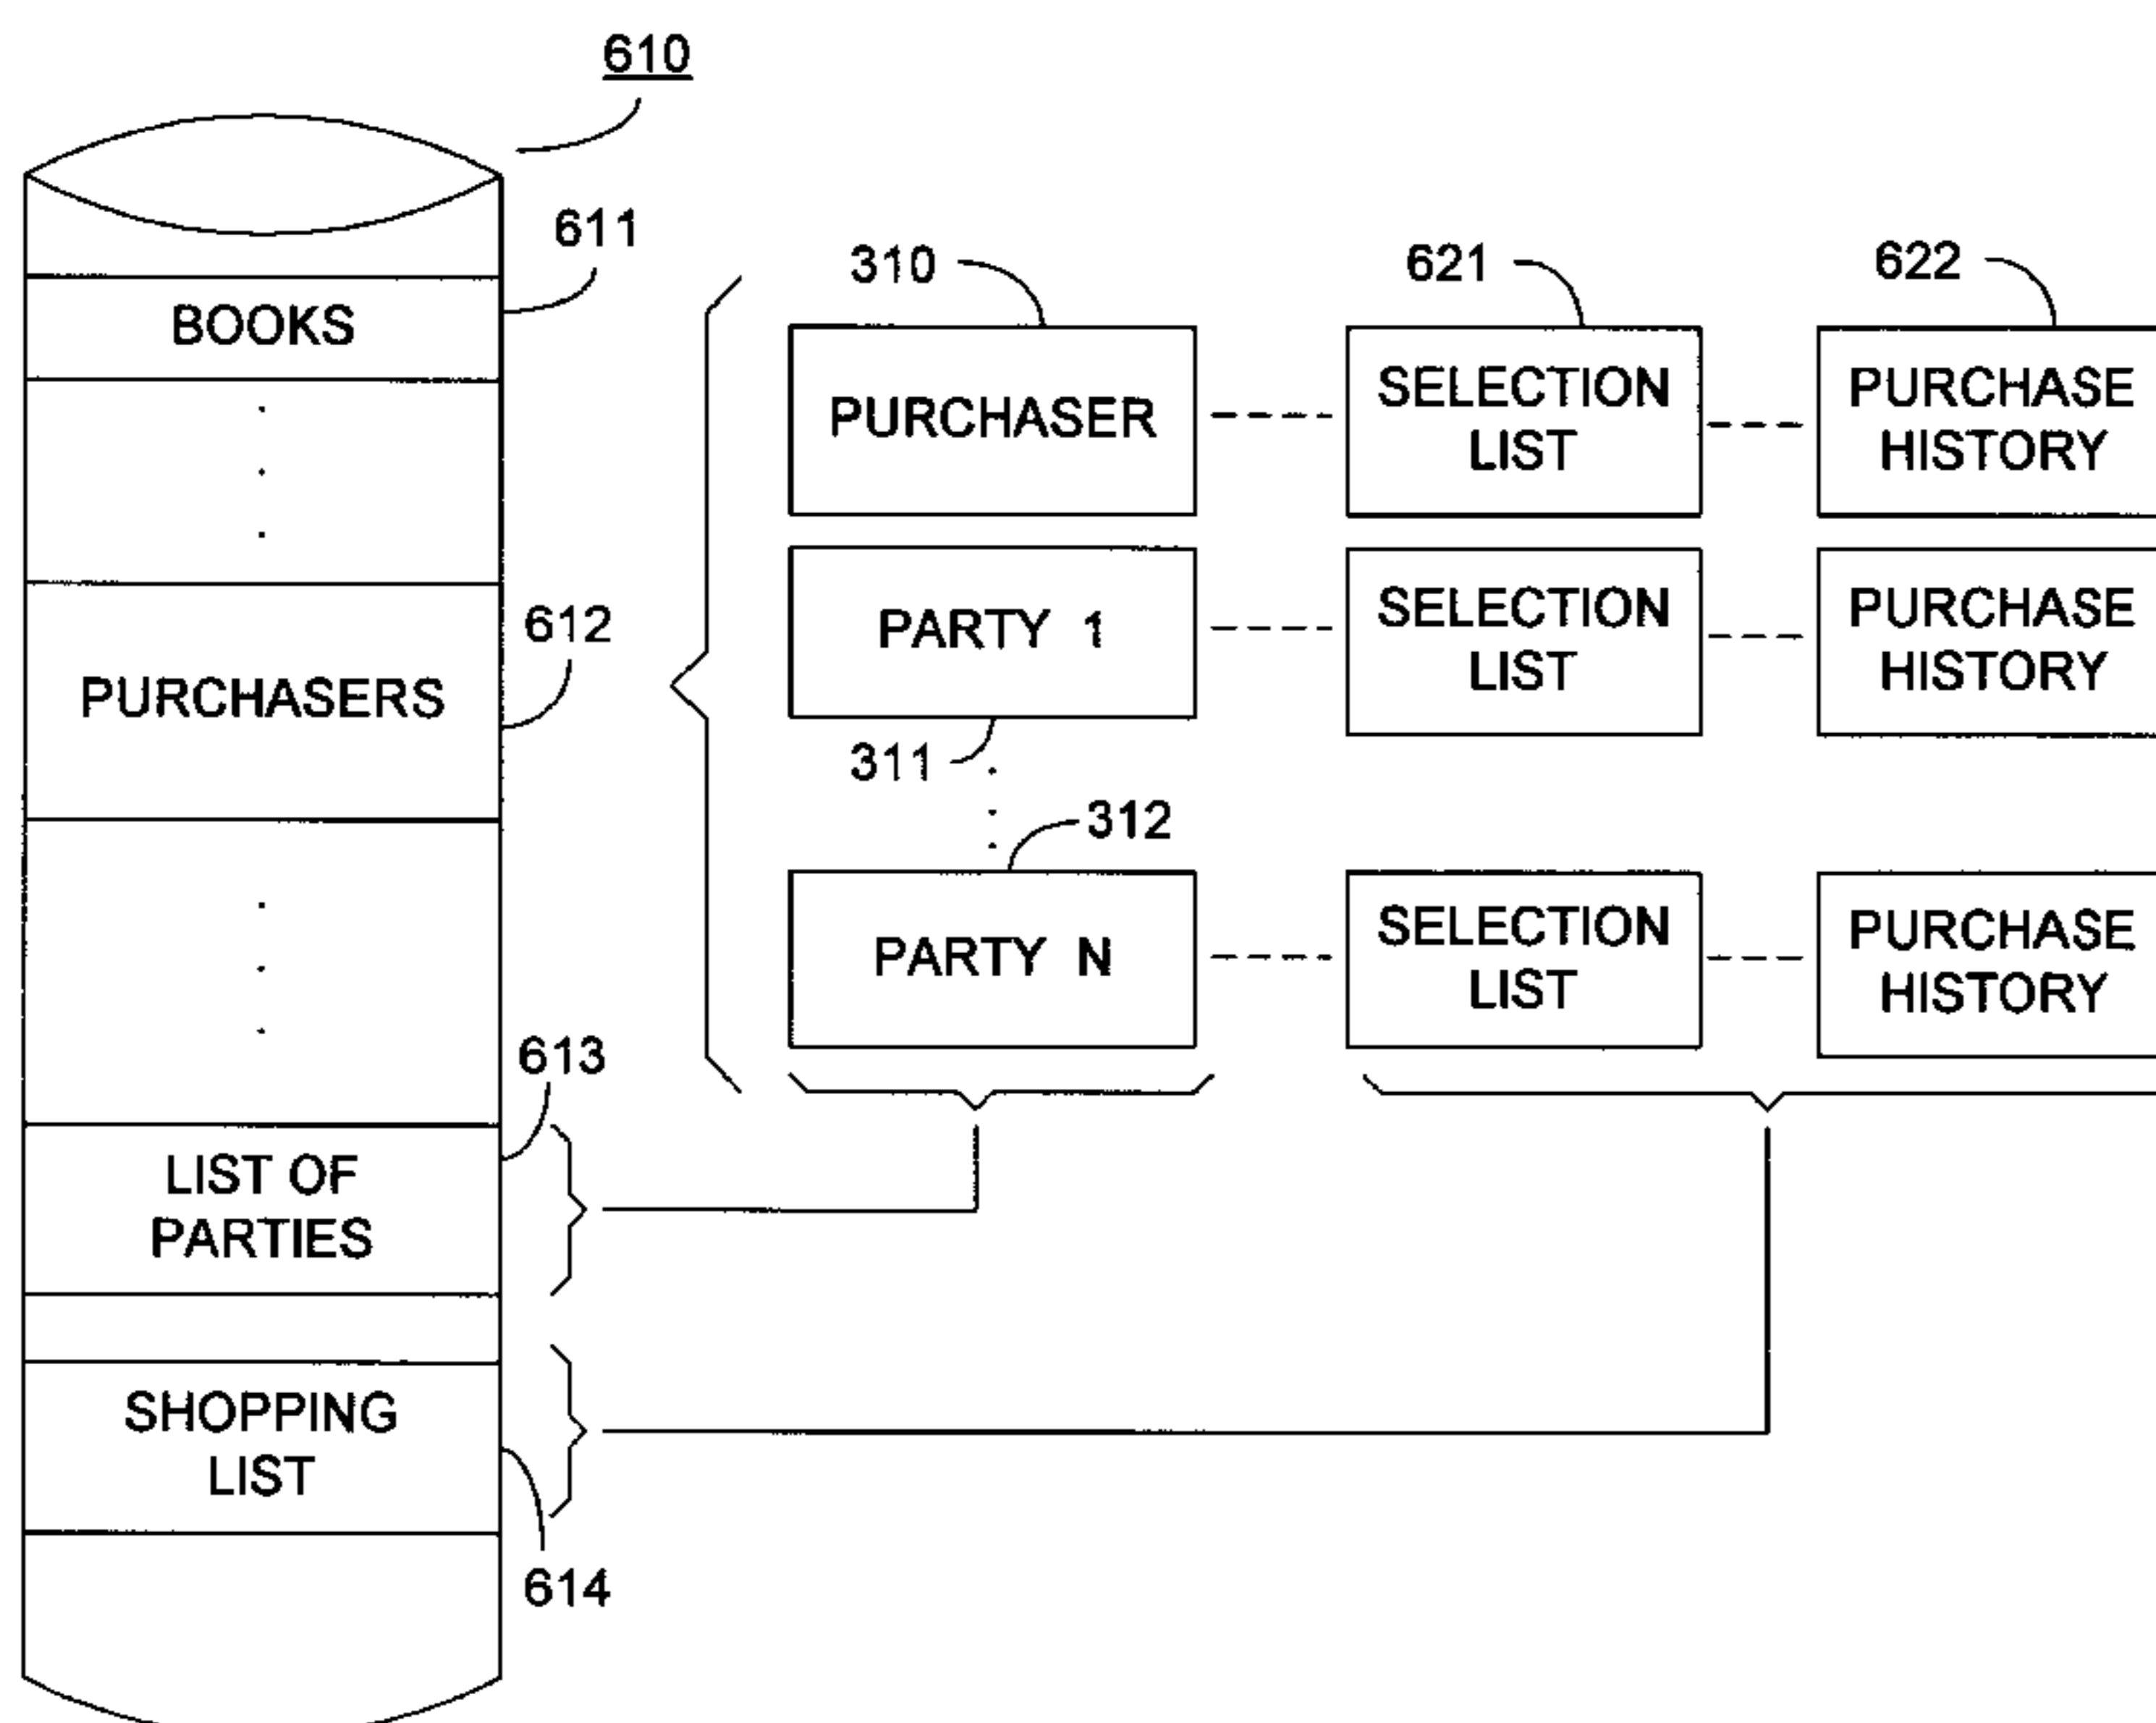 610
611
BOOKS
612
PURCHASERS
613
LIST OF
PARTIES
SHOPPING
LIST
614
310
PURCHASER
621
SELECTION
LIST
622
PURCHASE
HISTORY
PARTY 1
311
SELECTION
LIST
PURCHASE
HISTORY
312
PARTY N
SELECTION
LIST
PURCHASE
HISTORY